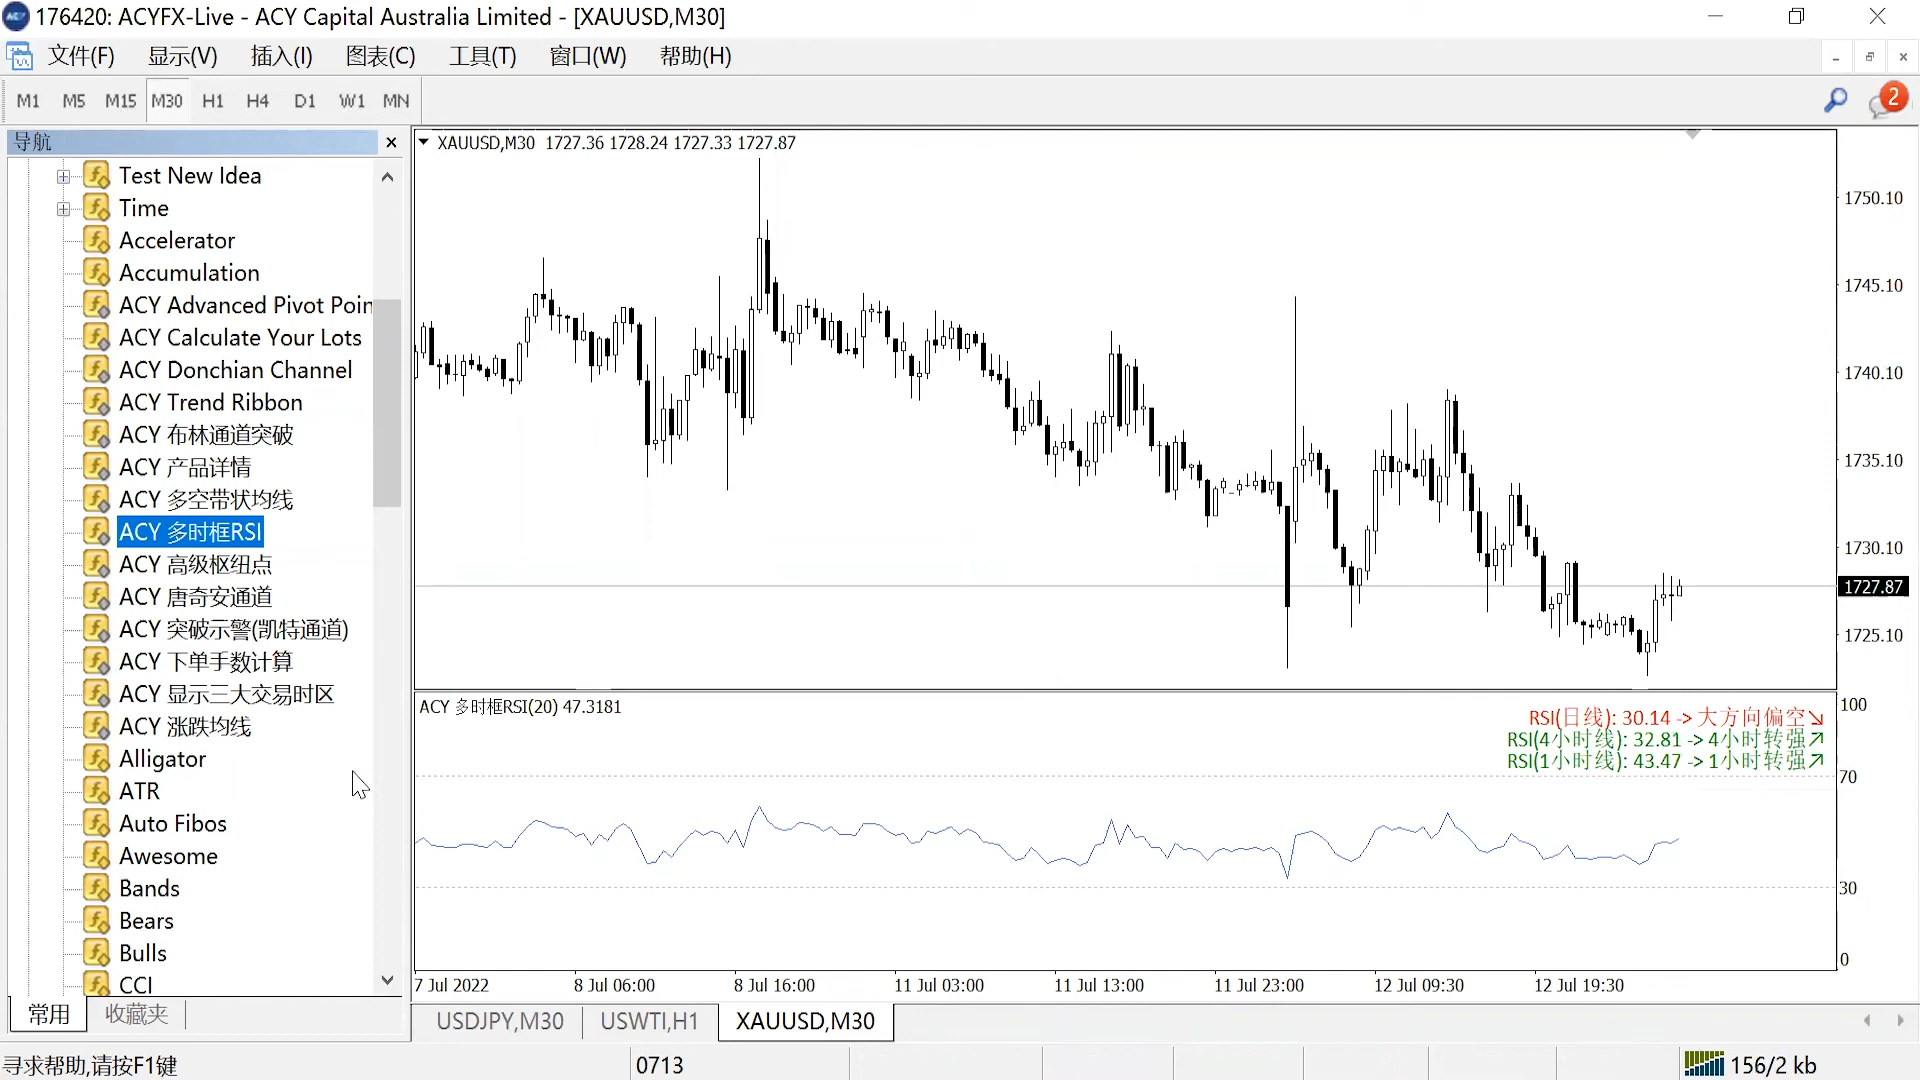 176420: ACYFX-Live - ACY Capital Australia Limited - [XAUUSD,M30]
文件(F) 显示(V) 插入(I) 图表(C) 工具(T) 窗口(W) 帮助(H)
M1 M5 M15 M30 H1 H4 D1 W1 MN
2
导航
Test New Idea
Time
Accelerator
Accumulation
ACY Advanced Pivot Poin
ACY Calculate Your Lots
ACY Donchian Channel
ACY Trend Ribbon
ACY 布林通道突破
ACY 产品详情
ACY 多空带状均线
ACY 多时框RSI
ACY 高级枢纽点
ACY 唐奇安通道
ACY 突破示警(凯特通道)
ACY 下单手数计算
ACY 显示三大交易时区
ACY 涨跌均线
Alligator
ATR
Auto Fibos
Awesome
Bands
Bears
Bulls
CCI
常用 收藏夹
XAUUSD,M30 1727.36 1728.24 1727.33 1727.87
1750.10
1745.10
1740.10
1735.10
1730.10
1727.87
1725.10
ACY 多时框RSI(20) 47.3181
RSI(日线): 30.14 -> 大方向偏空↘
RSI(4小时线): 32.81 -> 4小时转强↗
RSI(1小时线): 43.47 -> 1小时转强↗
100
70
30
0
7 Jul 2022 8 Jul 06:00 8 Jul 16:00 11 Jul 03:00 11 Jul 13:00 11 Jul 23:00 12 Jul 09:30 12 Jul 19:30
USDJPY,M30 USWTI,H1 XAUUSD,M30
寻求帮助,请按F1键 0713 156/2 kb